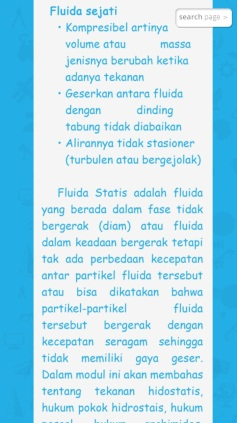 Fluida sejati
search page »
• Kompresibel artinya
volume atau massa
jenisnya berubah ketika
adanya tekanan
• Geserkan antara fluida
dengan dinding
tabung tidak diabaikan
• Alirannya tidak stasioner
(turbulen atau bergejolak)
Fluida Statis adalah fluida
yang berada dalam fase tidak
bergerak (diam) atau fluida
dalam keadaan bergerak tetapi
tak ada perbedaan kecepatan
antar partikel fluida tersebut
atau bisa dikatakan bahwa
partikel-partikel fluida
tersebut bergerak dengan
kecepatan seragam sehingga
tidak memiliki gaya geser.
Dalam modul ini akan membahas
tentang tekanan hidostatis,
hukum pokok hidrostais, hukum